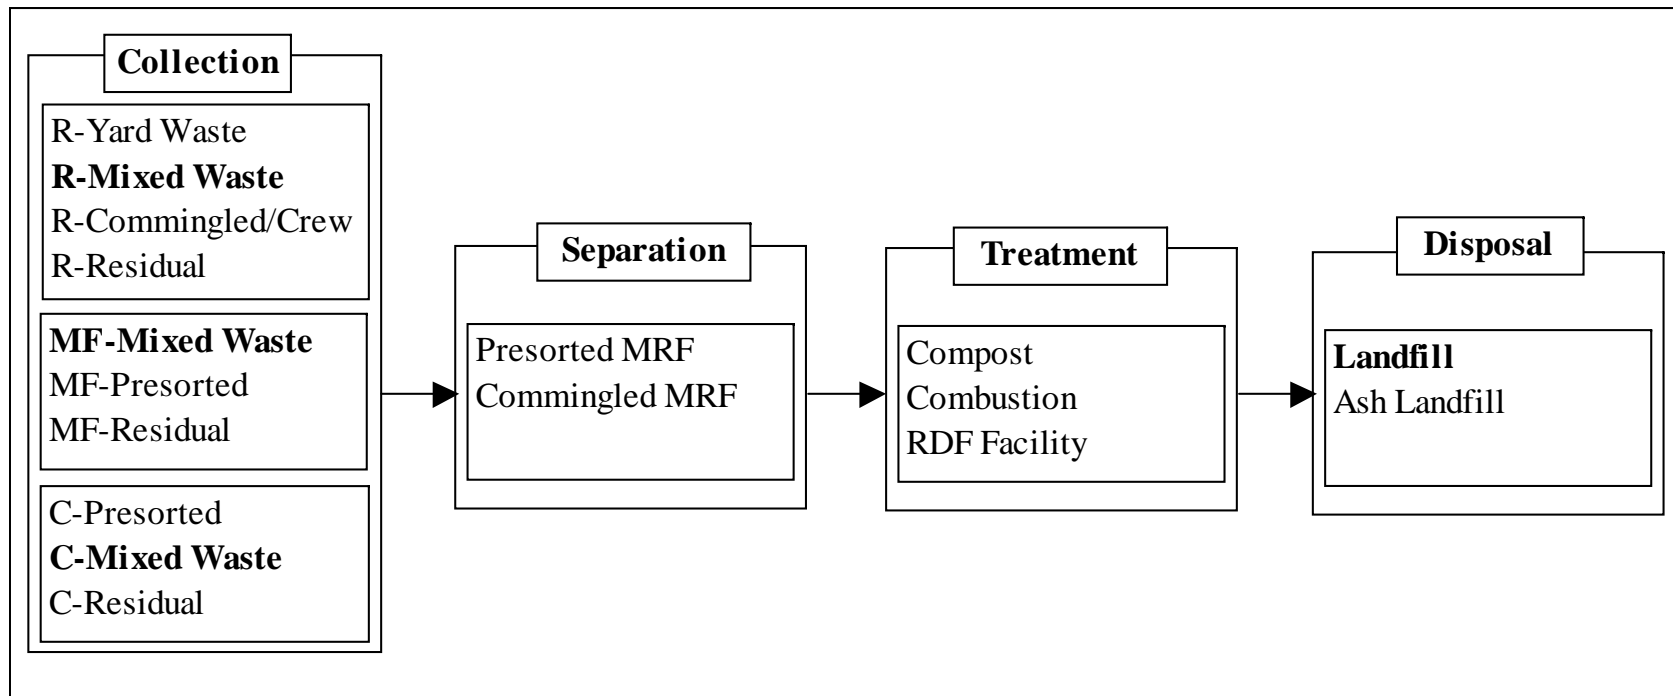 Collection
R-Yard Waste
R-Mixed Waste
R-Commingled/Crew
R-Residual
MF-Mixed Waste
MF-Presorted
MF-Residual
C-Presorted
C-Mixed Waste
C-Residual
Separation
Presorted MRF
Commingled MRF
Treatment
Compost
Combustion
RDF Facility
Disposal
Landfill
Ash Landfill